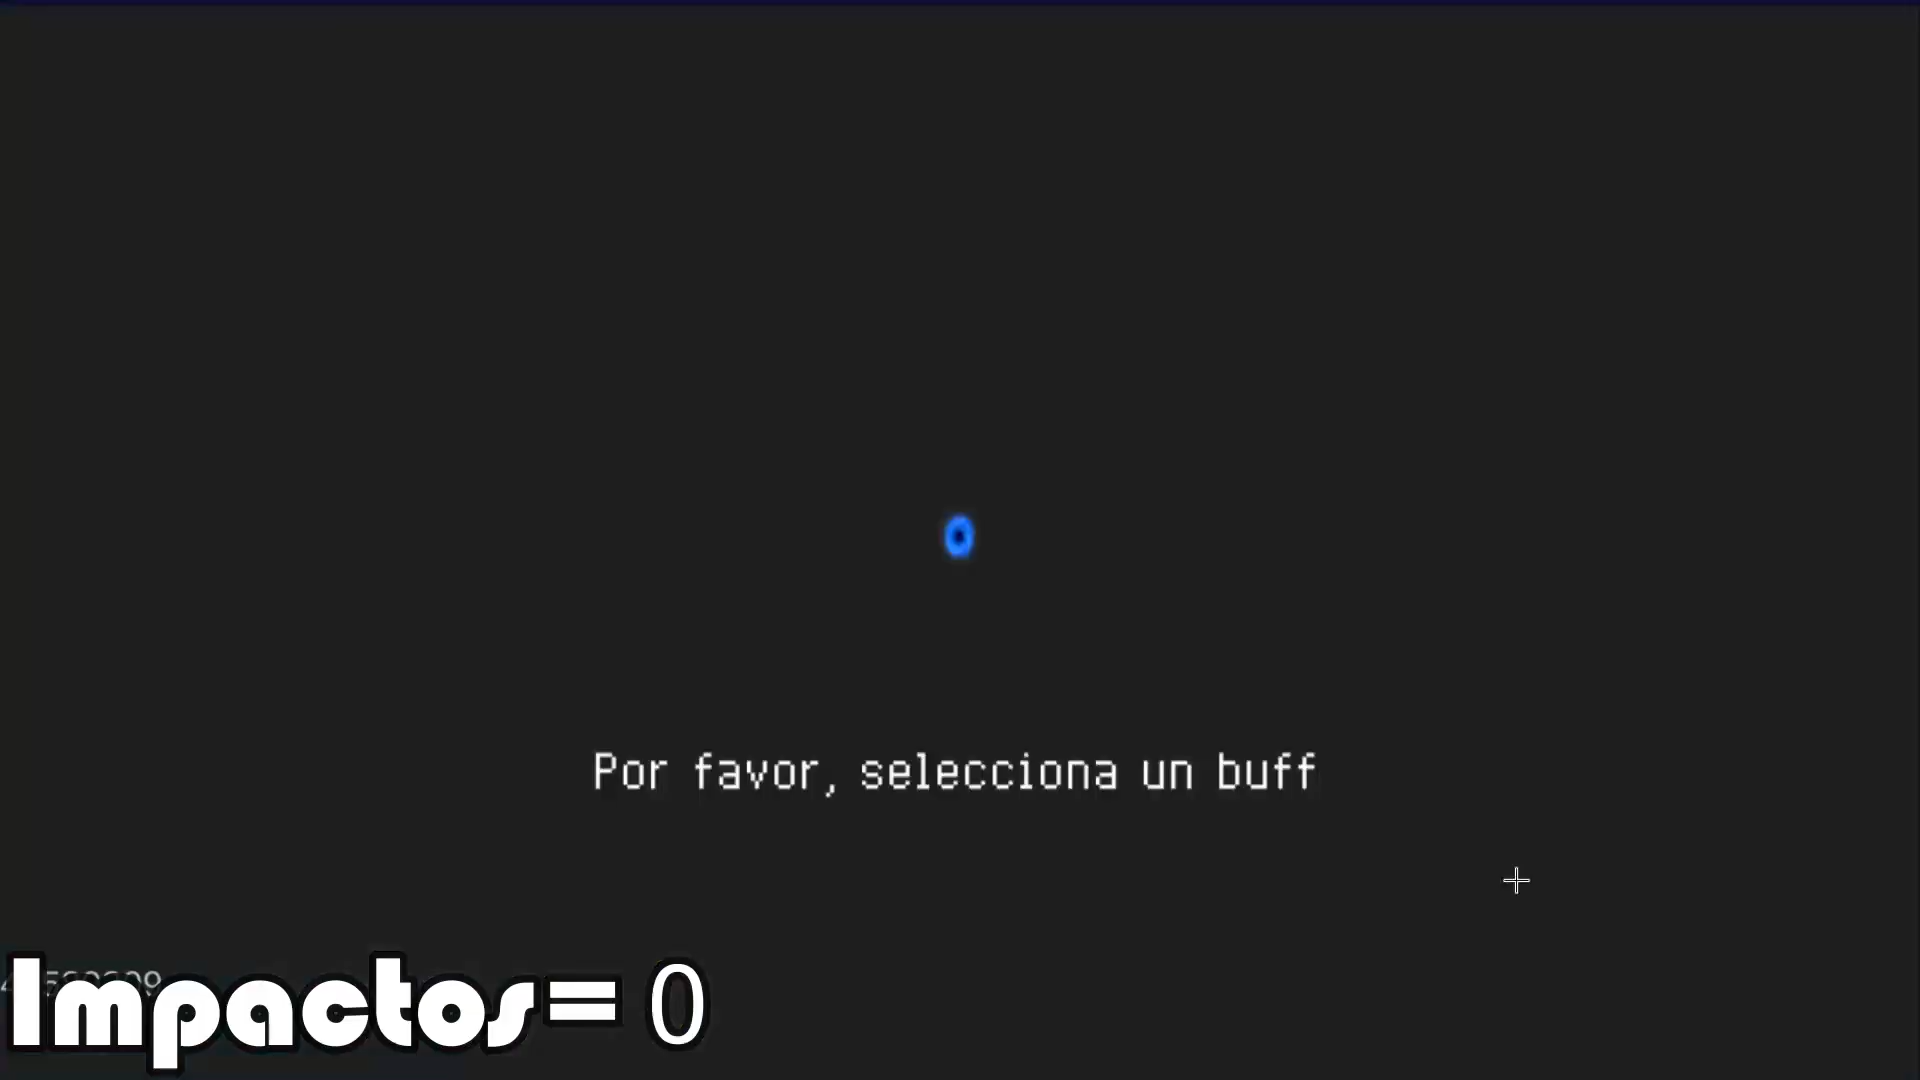 Por favor, selecciona un buff
Impactos= 0